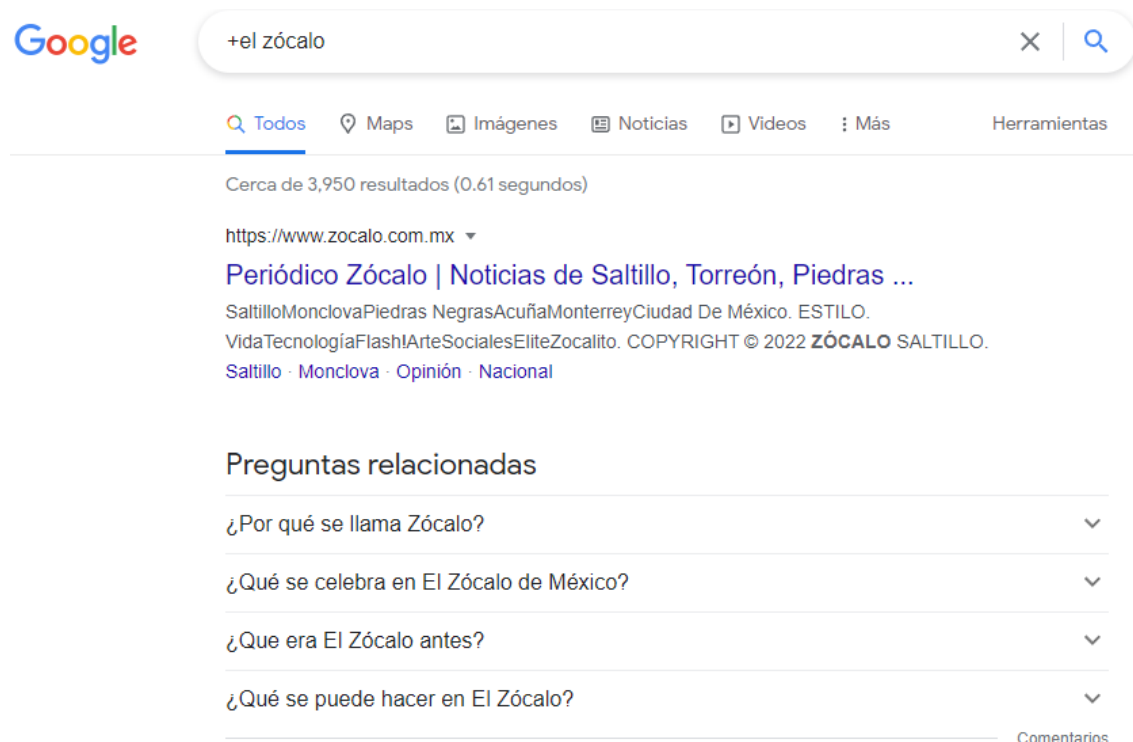 Google
+el zócalo
Todos Maps Imágenes Noticias Videos Más Herramientas
Cerca de 3,950 resultados (0.61 segundos)
https://www.zocalo.com.mx
Periódico Zócalo | Noticias de Saltillo, Torreón, Piedras ...
SaltilloMonclovaPiedras NegrasAcuñaMonterreyCiudad De México. ESTILO.
VidaTecnologíaFlash!ArteSocialesEliteZocalito. COPYRIGHT © 2022 ZÓCALO SALTILLO.
Saltillo · Monclova · Opinión · Nacional
Preguntas relacionadas
¿Por qué se llama Zócalo?
¿Qué se celebra en El Zócalo de México?
¿Que era El Zócalo antes?
¿Qué se puede hacer en El Zócalo?
Comentarios